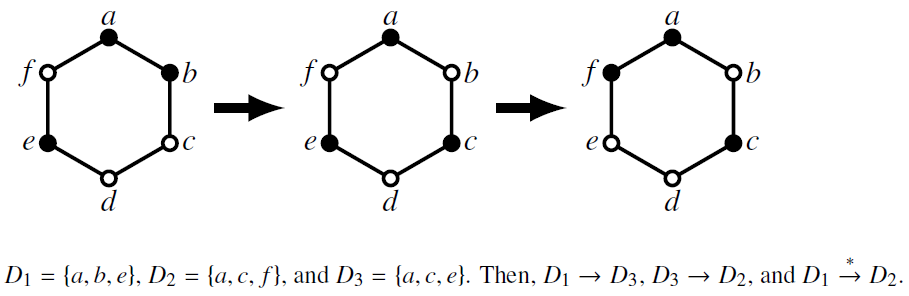 a a a
f b f b f b
e c e c e c
d d d
D₁ = {a, b, e}, D₂ = {a, c, f}, and D₃ = {a, c, e}. Then, D₁ → D₃, D₃ → D₂, and D₁ →* D₂.